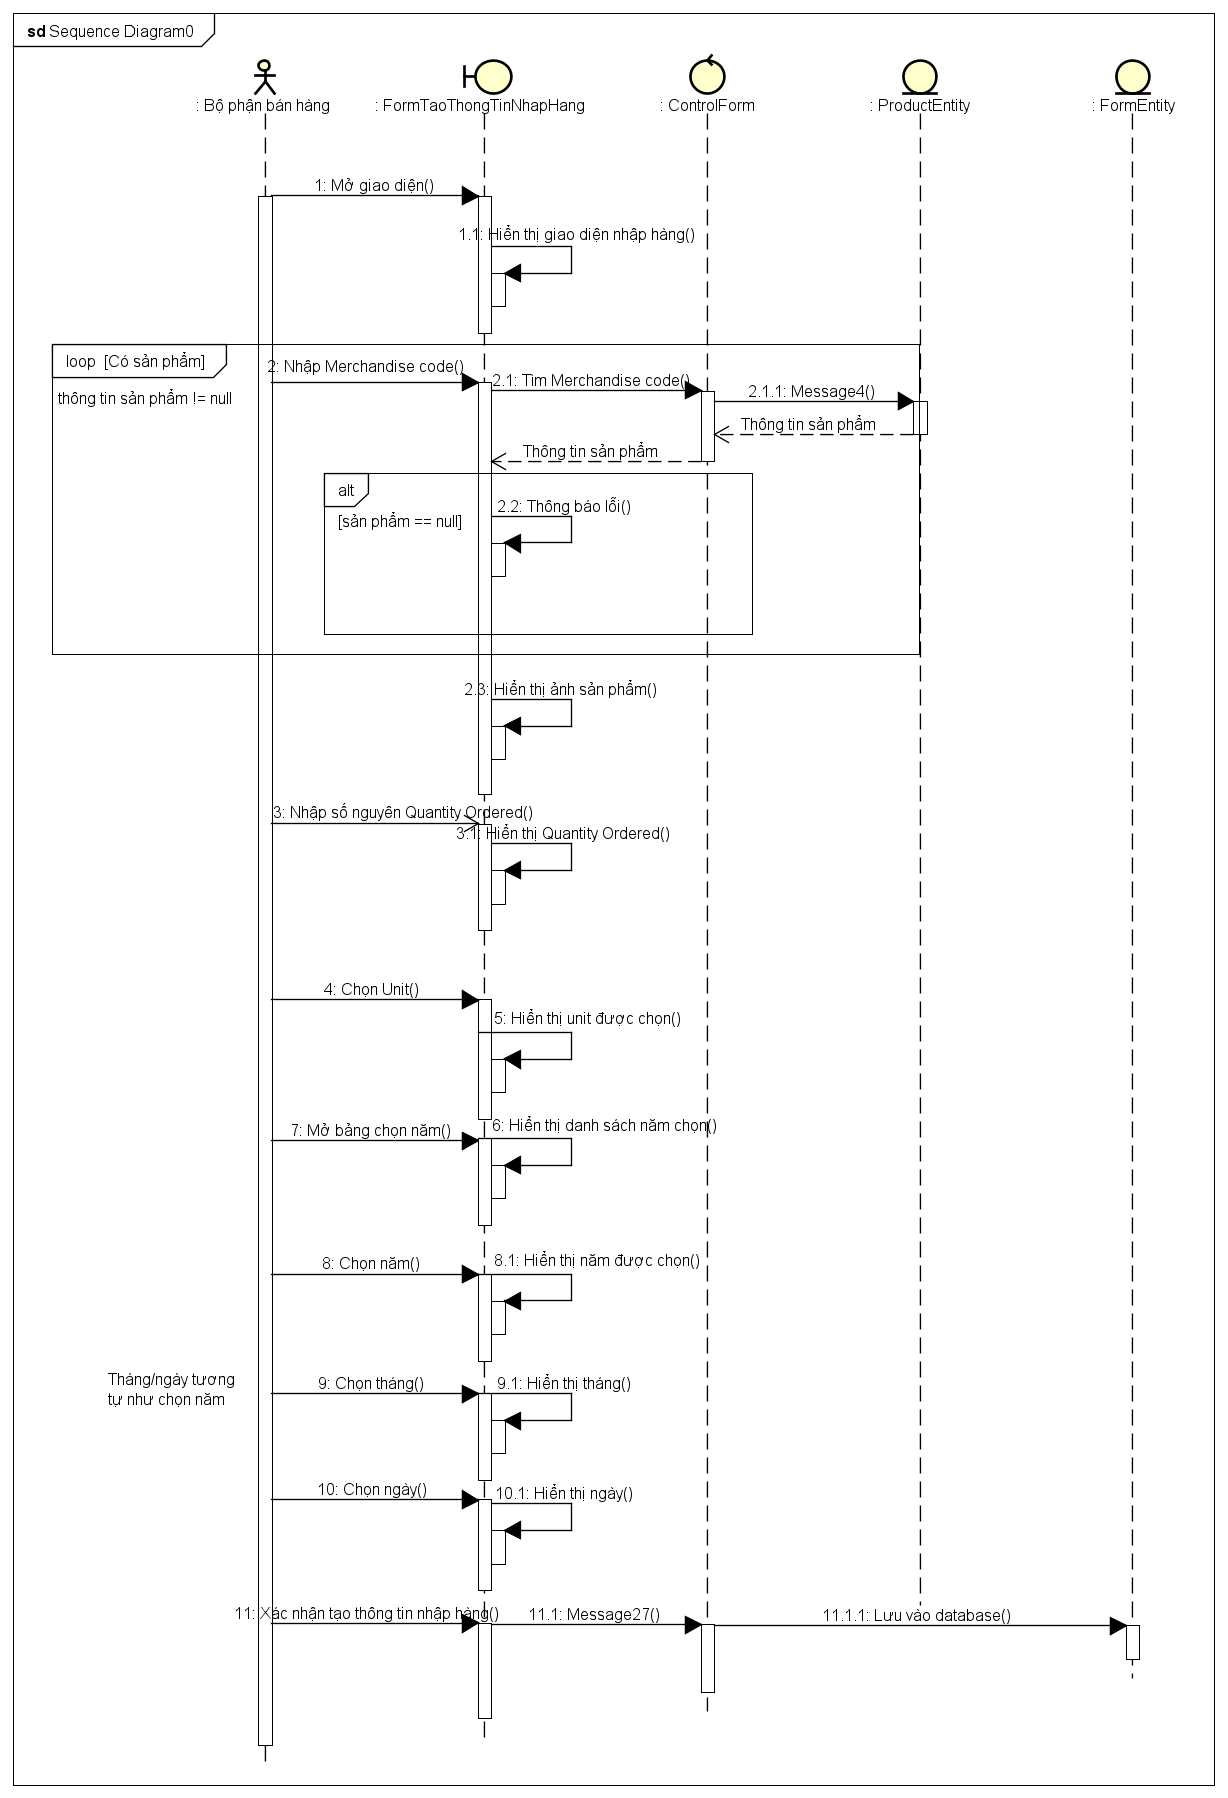 sd Sequence Diagram0
: Bộ phận bán hàng
: FormTaoThongTinNhapHang
: ControlForm
: ProductEntity
: FormEntity
1: Mở giao diện()
1.1: Hiển thị giao diện nhập hàng()
loop [Có sản phẩm]
2: Nhập Merchandise code()
2.1: Tìm Merchandise code()
2.1.1: Message4()
thông tin sản phẩm != null
Thông tin sản phẩm
Thông tin sản phẩm
alt
2.2: Thông báo lỗi()
[sản phẩm == null]
2.3: Hiển thị ảnh sản phẩm()
3: Nhập số nguyên Quantity Ordered()
3.1: Hiển thị Quantity Ordered()
4: Chọn Unit()
5: Hiển thị unit được chọn()
7: Mở bảng chọn năm()
6: Hiển thị danh sách năm chọn()
8: Chọn năm()
8.1: Hiển thị năm được chọn()
Tháng/ngày tương
tự như chọn năm
9: Chọn tháng()
9.1: Hiển thị tháng()
10: Chọn ngày()
10.1: Hiển thị ngày()
11: Xác nhận tạo thông tin nhập hàng()
11.1: Message27()
11.1.1: Lưu vào database()